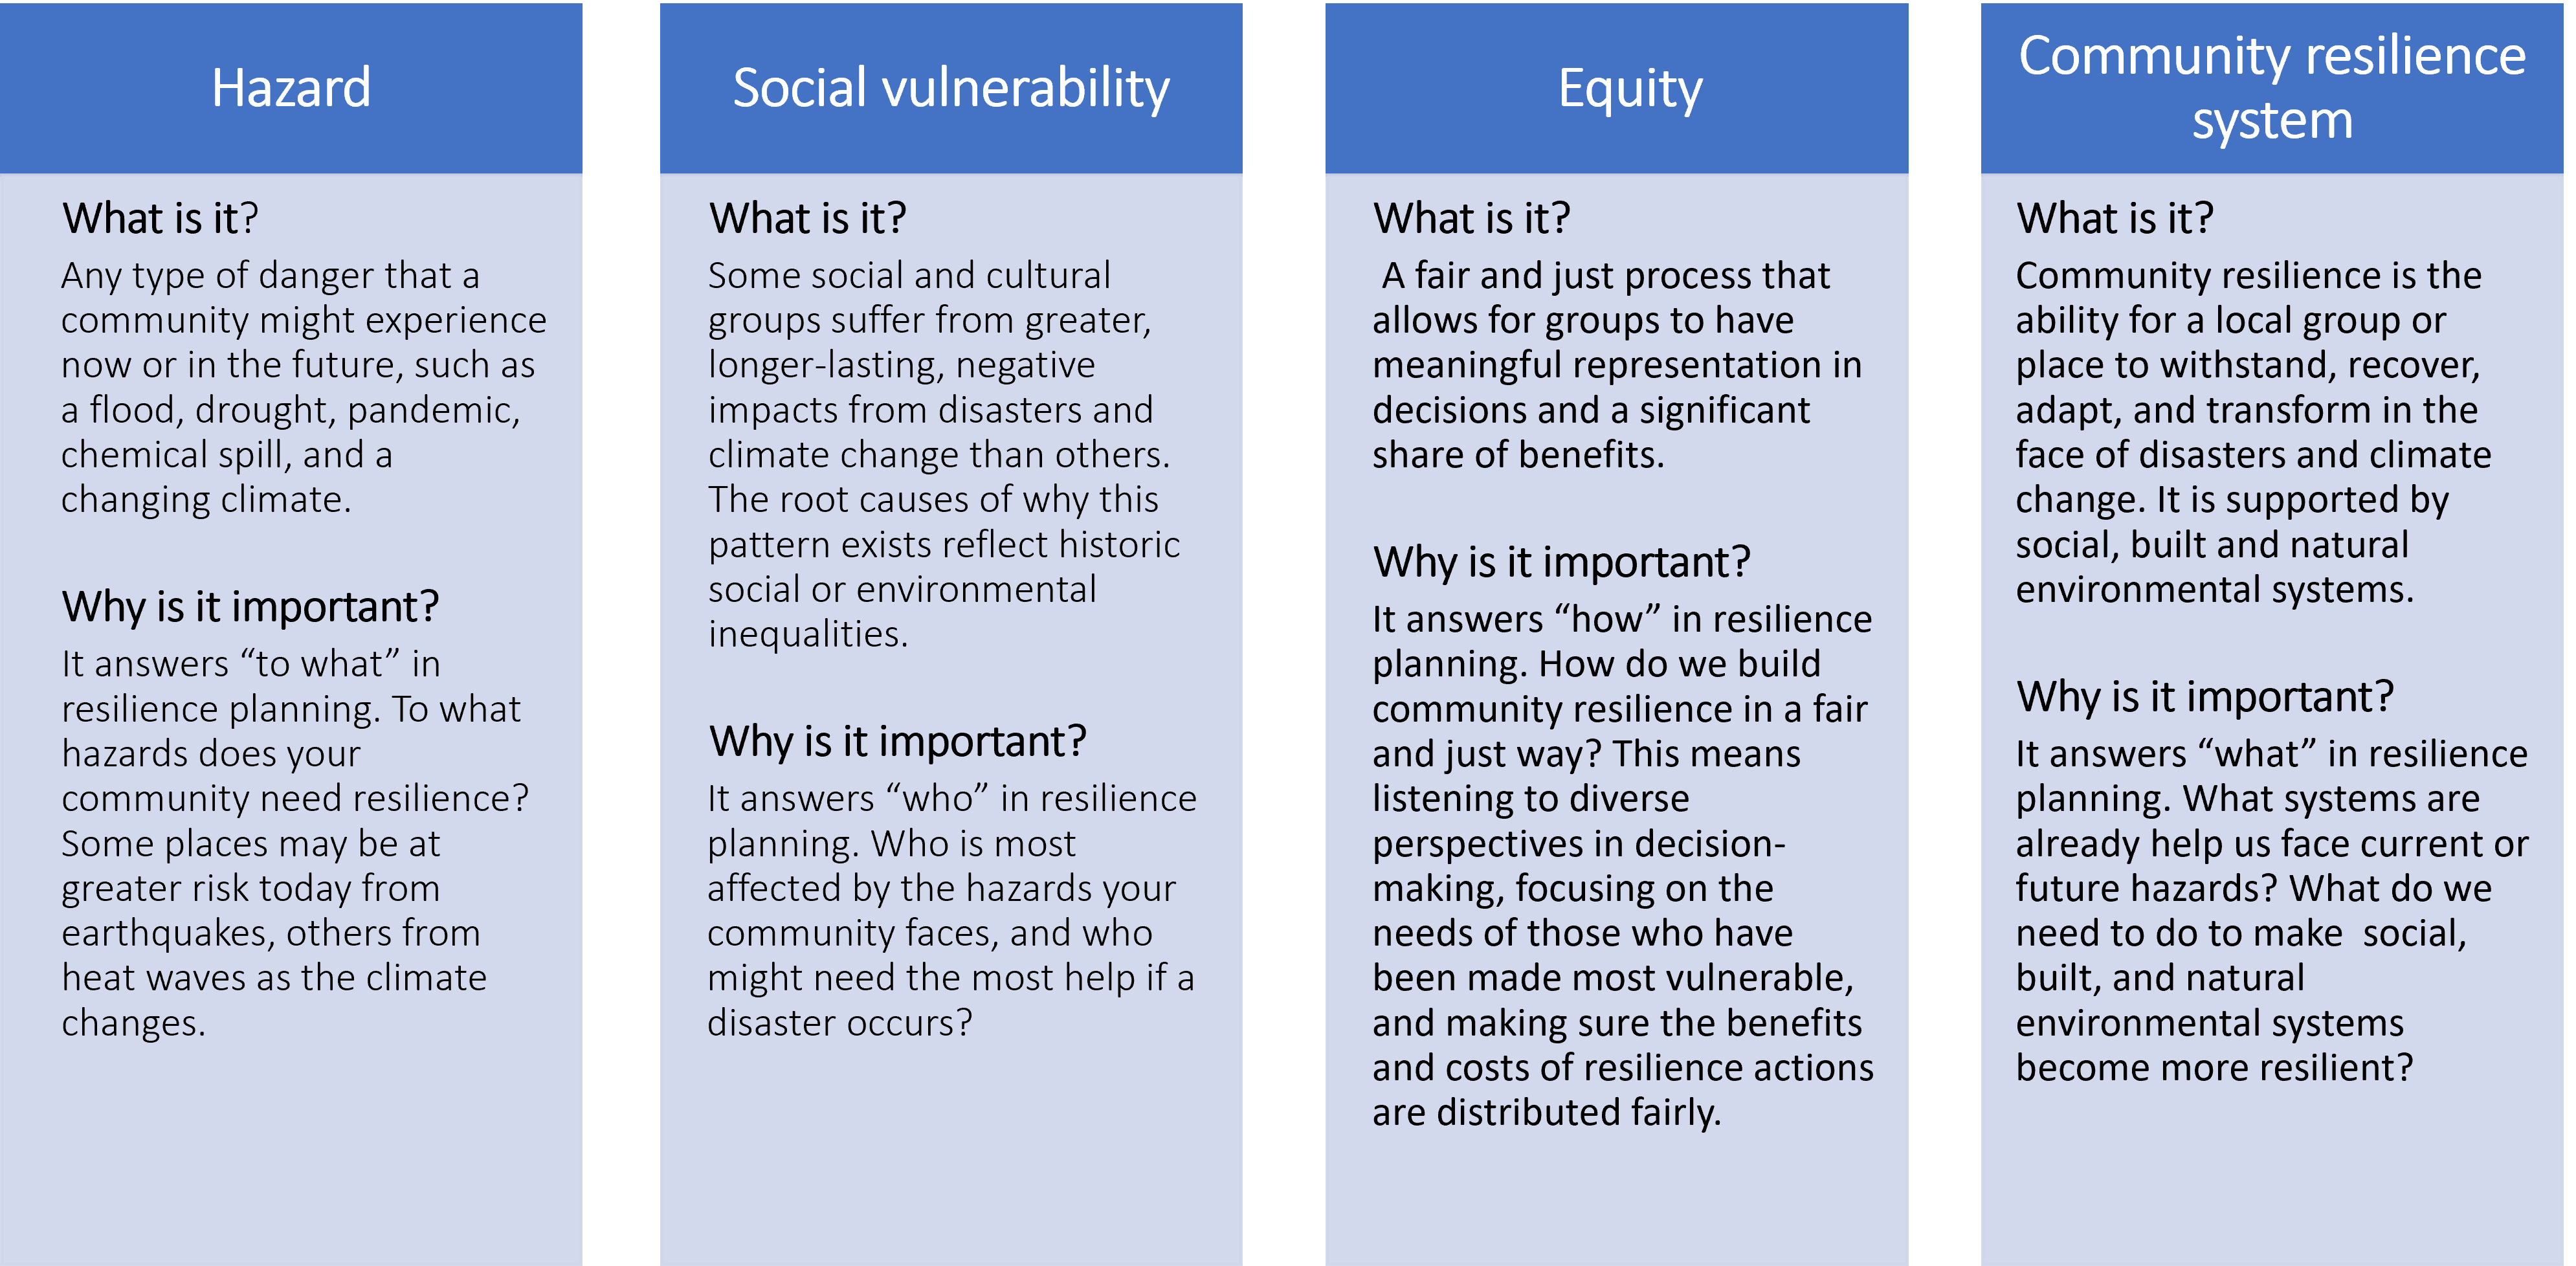 Hazard
What is it?
Any type of danger that a
community might experience
now or in the future, such as
a flood, drought, pandemic,
chemical spill, and a
changing climate.
Why is it important?
It answers “to what” in
resilience planning. To what
hazards does your
community need resilience?
Some places may be at
greater risk today from
earthquakes, others from
heat waves as the climate
changes.
Social vulnerability
What is it?
Some social and cultural
groups suffer from greater,
longer-lasting, negative
impacts from disasters and
climate change than others.
The root causes of why this
pattern exists reflect historic
social or environmental
inequalities.
Why is it important?
It answers “who” in resilience
planning. Who is most
affected by the hazards your
community faces, and who
might need the most help if a
disaster occurs?
Equity
What is it?
A fair and just process that
allows for groups to have
meaningful representation in
decisions and a significant
share of benefits.
Why is it important?
It answers “how” in resilience
planning. How do we build
community resilience in a fair
and just way? This means
listening to diverse
perspectives in decision-
making, focusing on the
needs of those who have
been made most vulnerable,
and making sure the benefits
and costs of resilience actions
are distributed fairly.
Community resilience
system
What is it?
Community resilience is the
ability for a local group or
place to withstand, recover,
adapt, and transform in the
face of disasters and climate
change. It is supported by
social, built and natural
environmental systems.
Why is it important?
It answers “what” in resilience
planning. What systems are
already help us face current or
future hazards? What do we
need to do to make  social,
built, and natural
environmental systems
become more resilient?